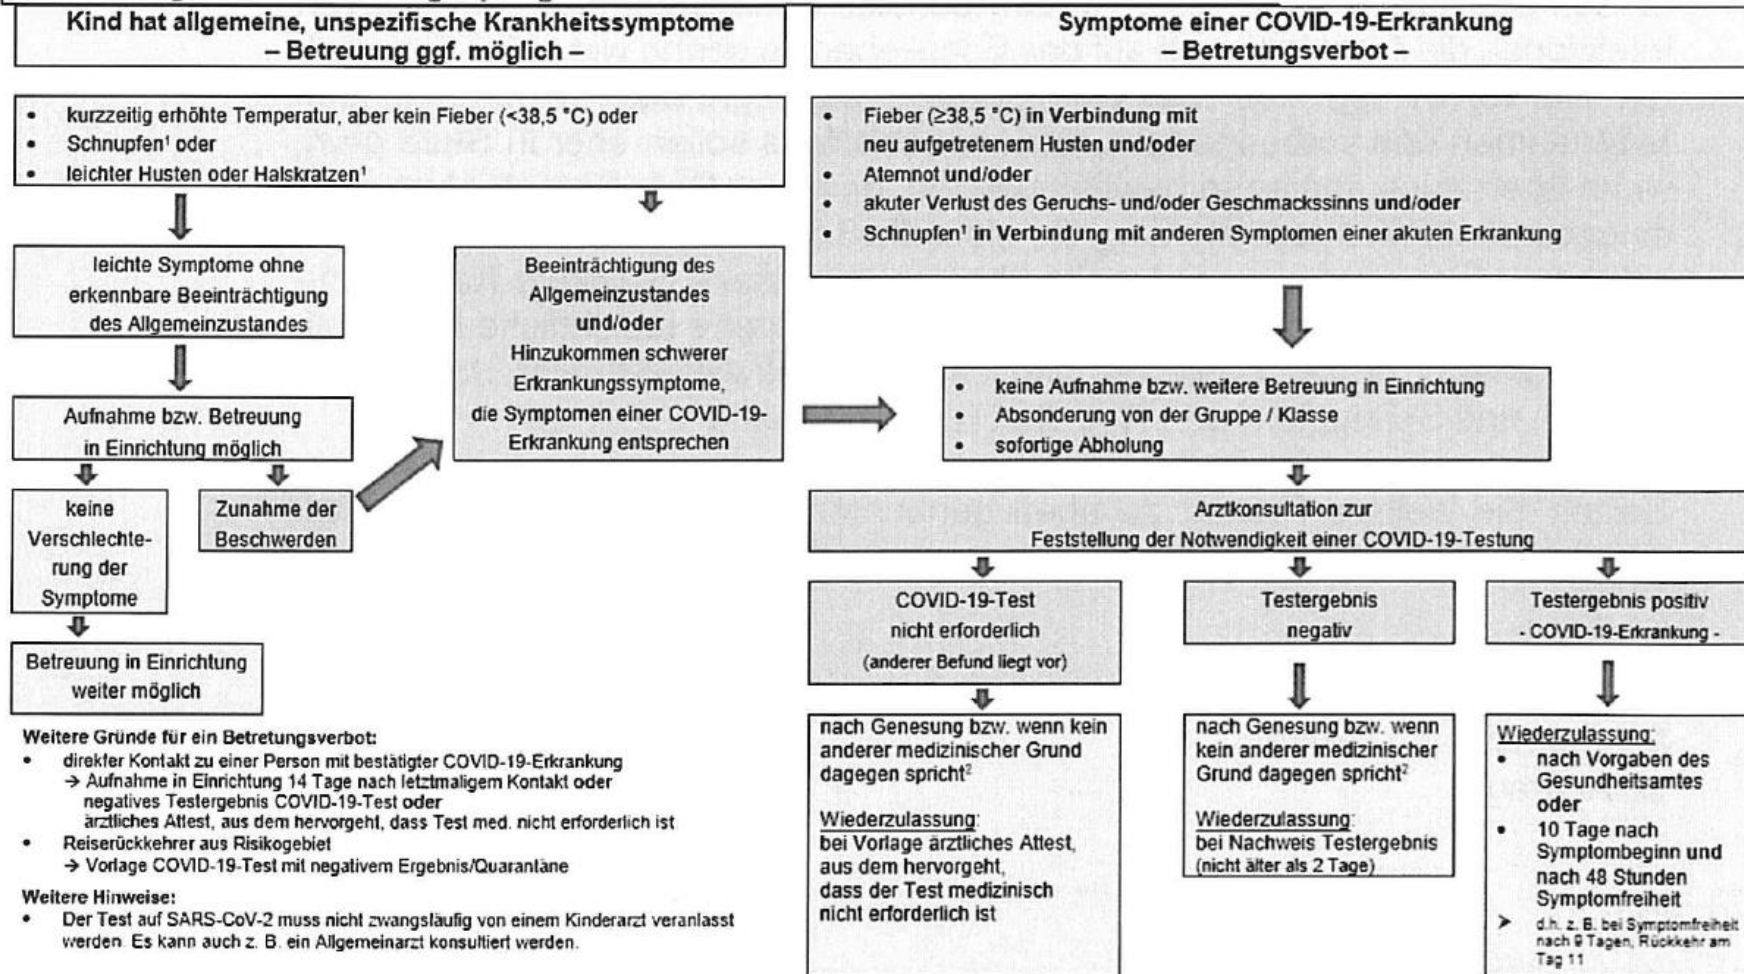 Kind hat allgemeine, unspezifische Krankheitssymptome
– Betreuung ggf. möglich –
kurzzeitig erhöhte Temperatur, aber kein Fieber (<38,5 °C) oder
Schnupfen¹ oder
leichter Husten oder Halskratzen¹
leichte Symptome ohne
erkennbare Beeinträchtigung
des Allgemeinzustandes
Aufnahme bzw. Betreuung
in Einrichtung möglich
keine
Verschlechte-
rung der
Symptome
Zunahme der
Beschwerden
Betreuung in Einrichtung
weiter möglich
Beeinträchtigung des
Allgemeinzustandes
und/oder
Hinzukommen schwerer
Erkrankungssymptome,
die Symptomen einer COVID-19-
Erkrankung entsprechen
Weitere Gründe für ein Betretungsverbot:
direkter Kontakt zu einer Person mit bestätigter COVID-19-Erkrankung
→ Aufnahme in Einrichtung 14 Tage nach letztmaligem Kontakt oder
negatives Testergebnis COVID-19-Test oder
ärztliches Attest, aus dem hervorgeht, dass Test med. nicht erforderlich ist
Reiserückkehrer aus Risikogebiet
→ Vorlage COVID-19-Test mit negativem Ergebnis/Quarantäne
Weitere Hinweise:
Der Test auf SARS-CoV-2 muss nicht zwangsläufig von einem Kinderarzt veranlasst
werden. Es kann auch z. B. ein Allgemeinarzt konsultiert werden.
Symptome einer COVID-19-Erkrankung
– Betretungsverbot –
Fieber (≥38,5 °C) in Verbindung mit
neu aufgetretenem Husten und/oder
Atemnot und/oder
akuter Verlust des Geruchs- und/oder Geschmackssinns und/oder
Schnupfen¹ in Verbindung mit anderen Symptomen einer akuten Erkrankung
keine Aufnahme bzw. weitere Betreuung in Einrichtung
Absonderung von der Gruppe / Klasse
sofortige Abholung
Arztkonsultation zur
Feststellung der Notwendigkeit einer COVID-19-Testung
COVID-19-Test
nicht erforderlich
(anderer Befund liegt vor)
nach Genesung bzw. wenn kein
anderer medizinischer Grund
dagegen spricht²
Wiederzulassung:
bei Vorlage ärztliches Attest,
aus dem hervorgeht,
dass der Test medizinisch
nicht erforderlich ist
Testergebnis
negativ
nach Genesung bzw. wenn
kein anderer medizinischer
Grund dagegen spricht²
Wiederzulassung:
bei Nachweis Testergebnis
(nicht älter als 2 Tage)
Testergebnis positiv
- COVID-19-Erkrankung -
Wiederzulassung:
nach Vorgaben des
Gesundheitsamtes
oder
10 Tage nach
Symptombeginn und
nach 48 Stunden
Symptomfreiheit
d.h. z. B. bei Symptomfreiheit
nach 9 Tagen, Rückkehr am
Tag 11